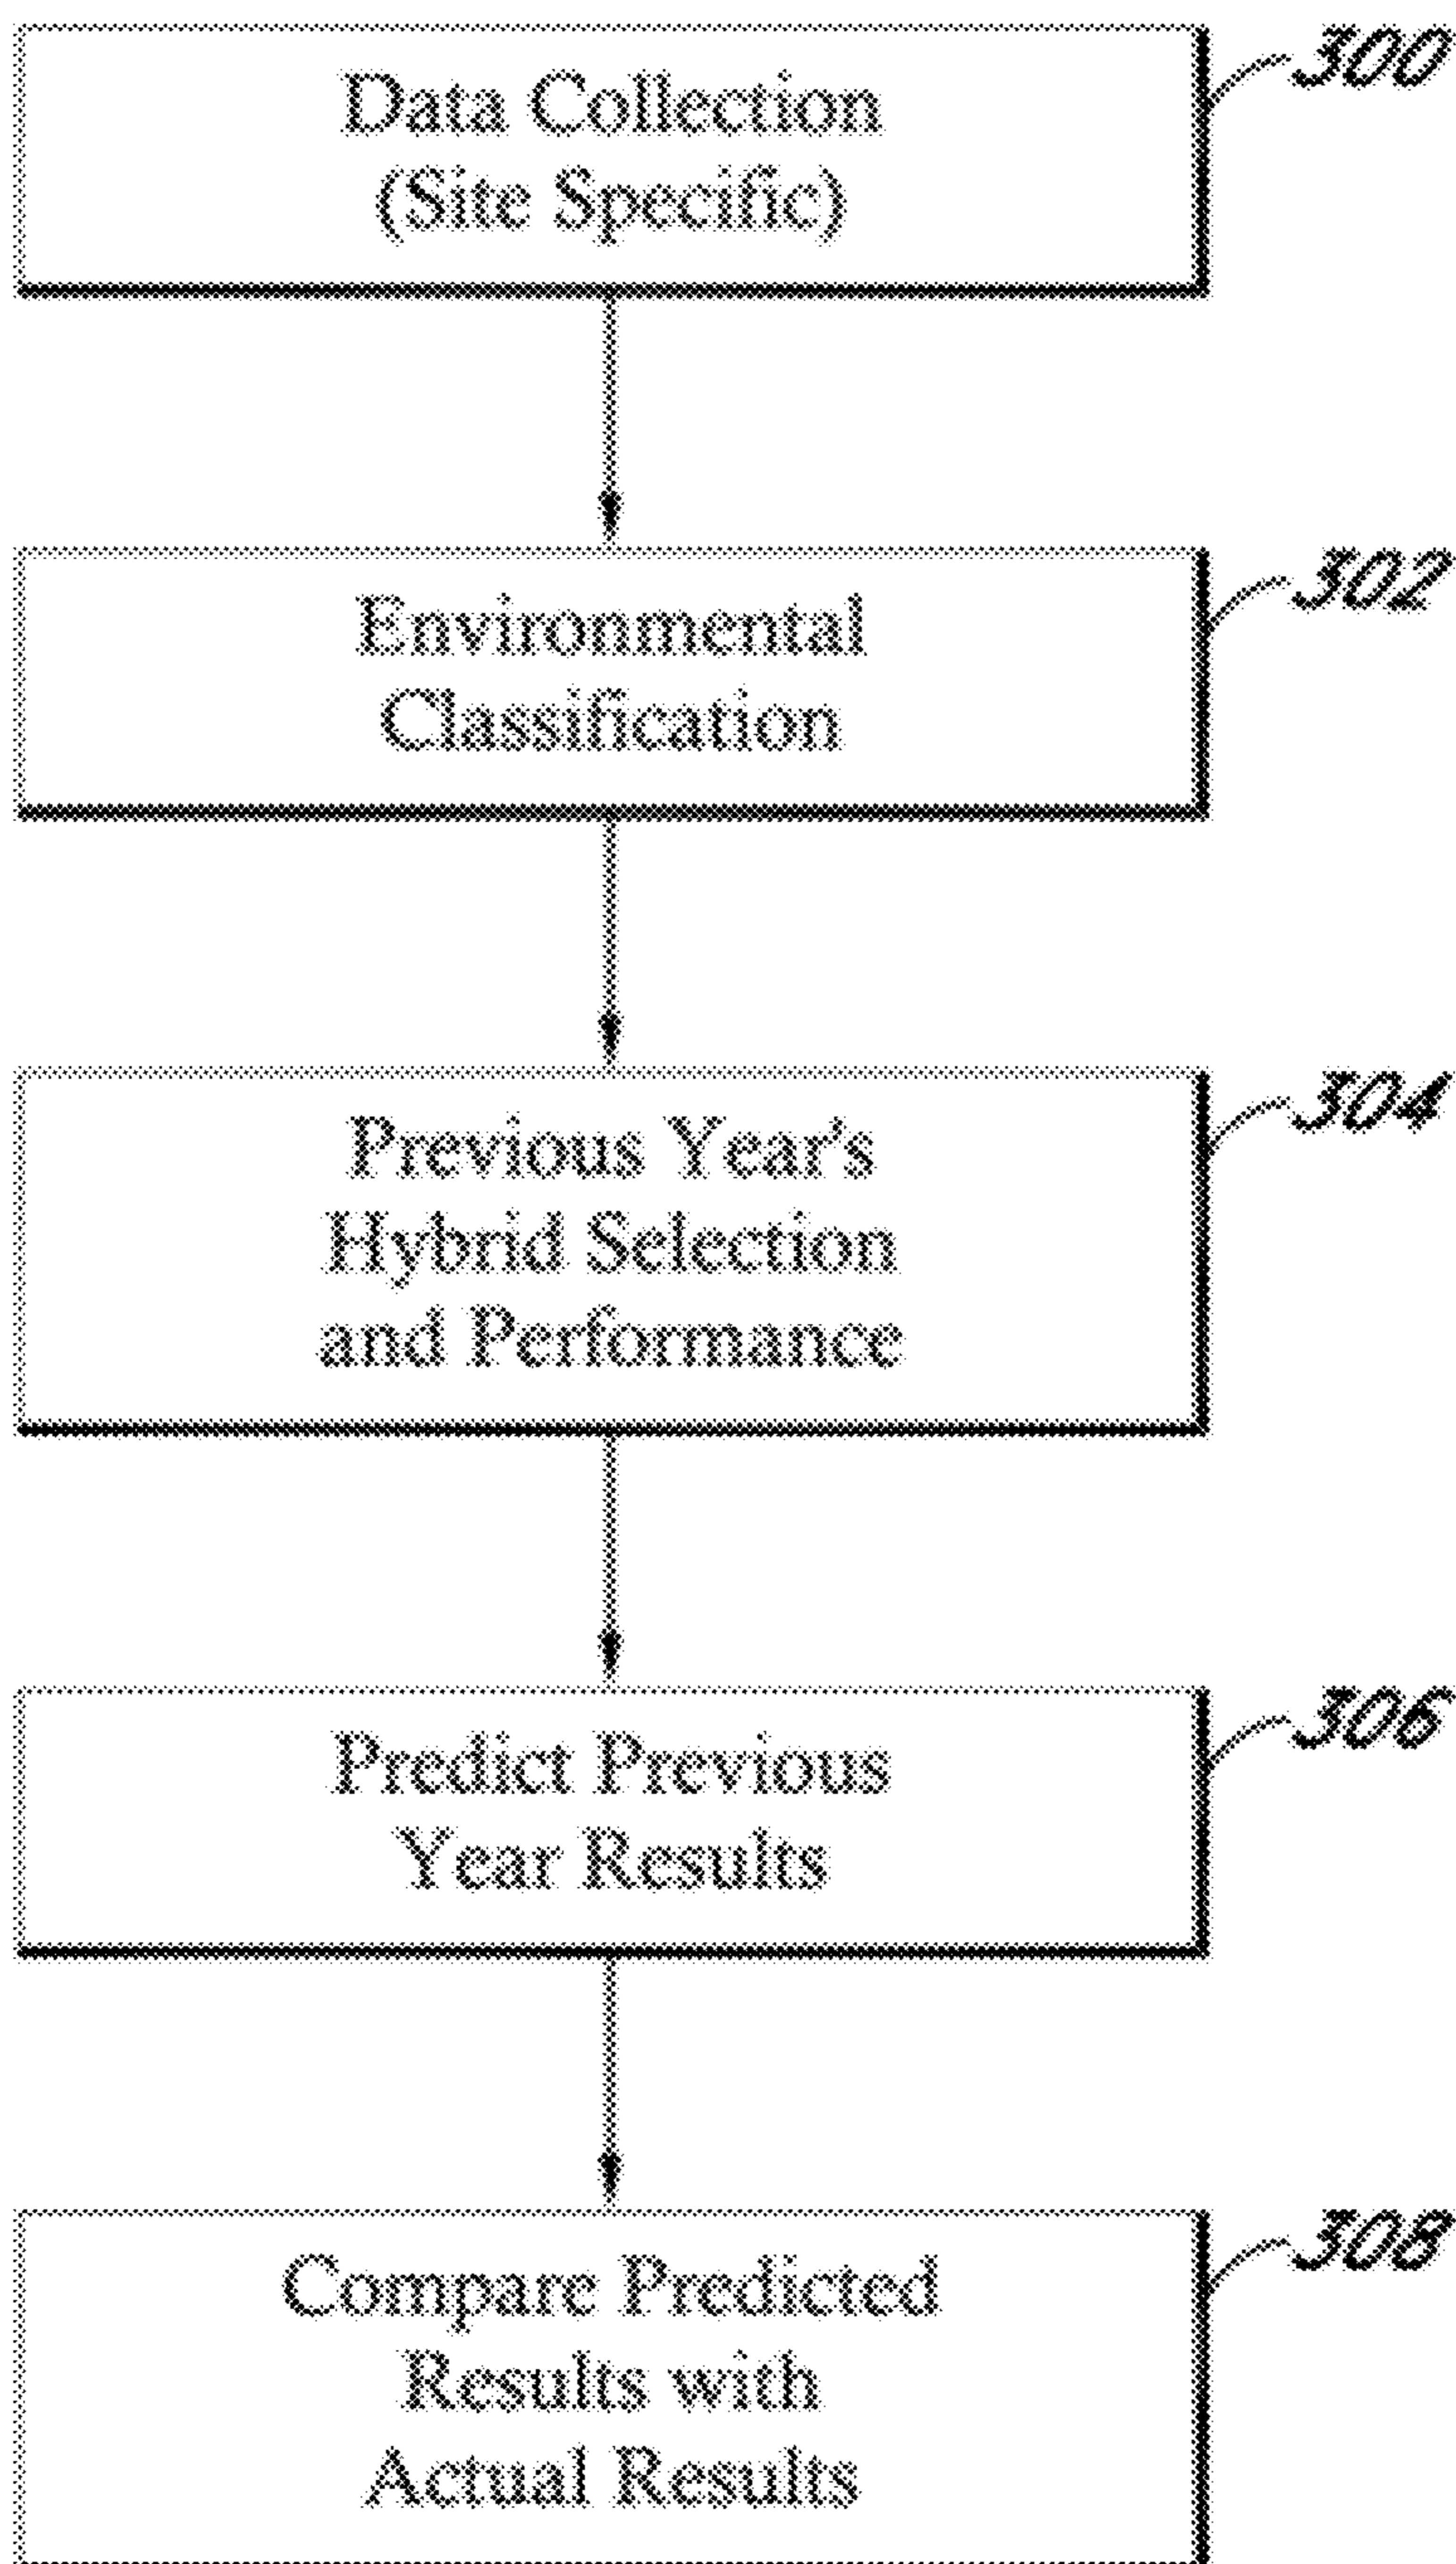 Data Collection
(Site Specific)
300
Environmental
Classification
302
Previous Year's
Hybrid Selection
and Performance
304
Predict Previous
Year Results
306
Compare Predicted
Results with
Actual Results
308